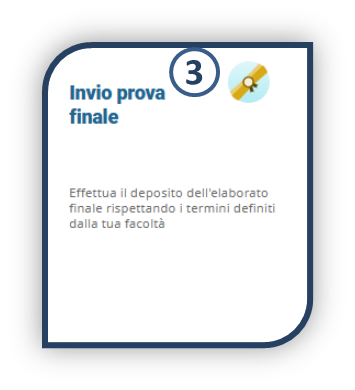 Invio prova
3
finale
Effettua il deposito dell'elaborato
finale rispettando i termini definiti
dalla tua facoltà